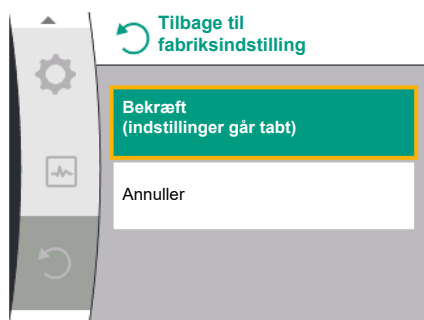 Tilbage til
fabriksindstilling
Bekræft
(indstillinger går tabt)
Annuller